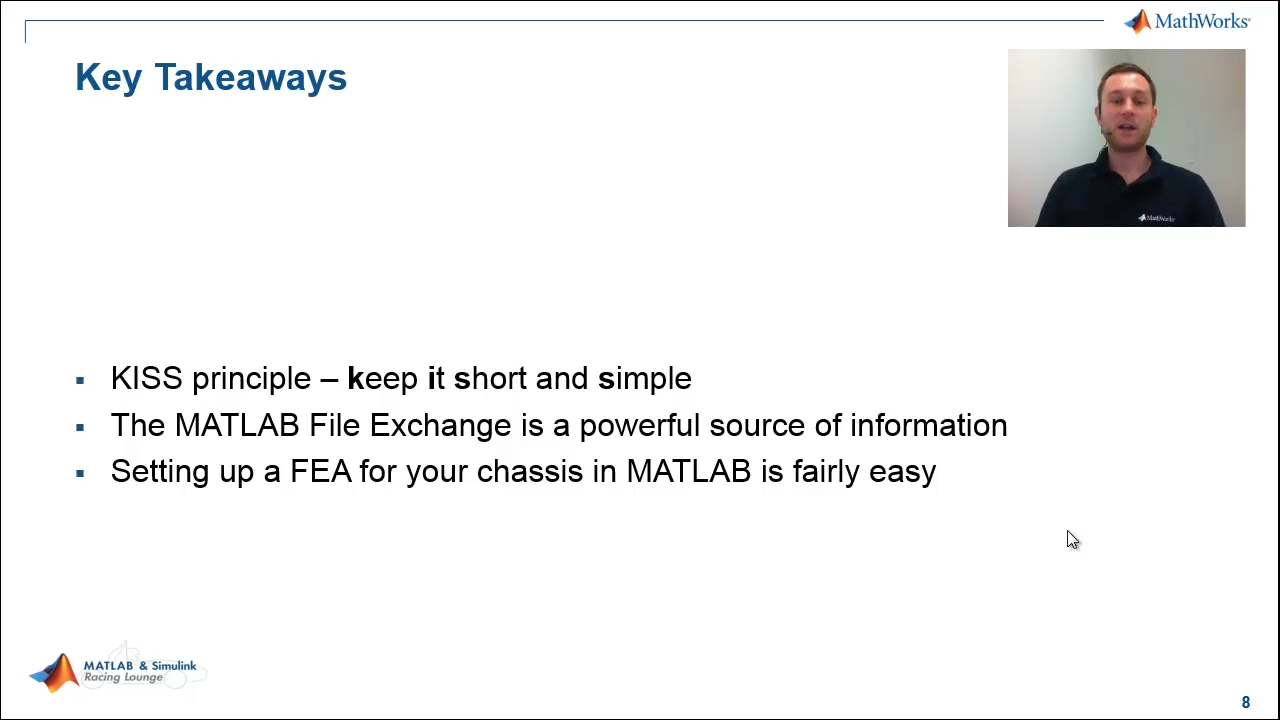 MathWorks®
Key Takeaways
MathWorks
▪ KISS principle – keep it short and simple
▪ The MATLAB File Exchange is a powerful source of information
▪ Setting up a FEA for your chassis in MATLAB is fairly easy
MATLAB & Simulink
Racing Lounge
8